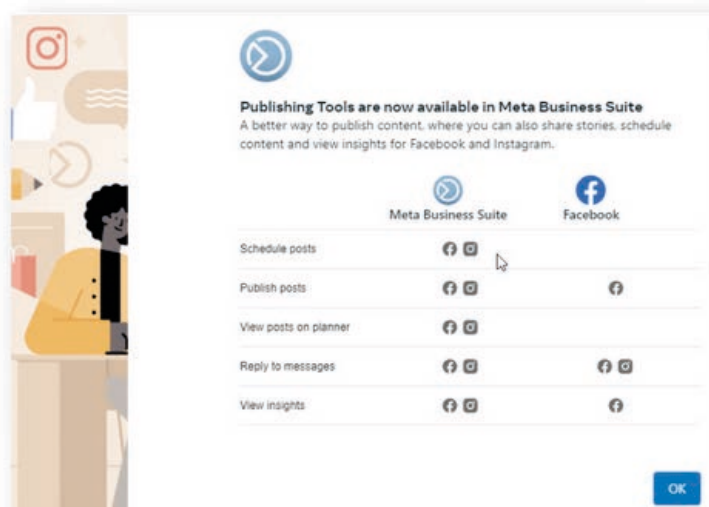 Publishing Tools are now available in Meta Business Suite
A better way to publish content, where you can also share stories, schedule
content and view insights for Facebook and Instagram.
Meta Business Suite Facebook
Schedule posts
Publish posts
View posts on planner
Reply to messages
View insights
OK